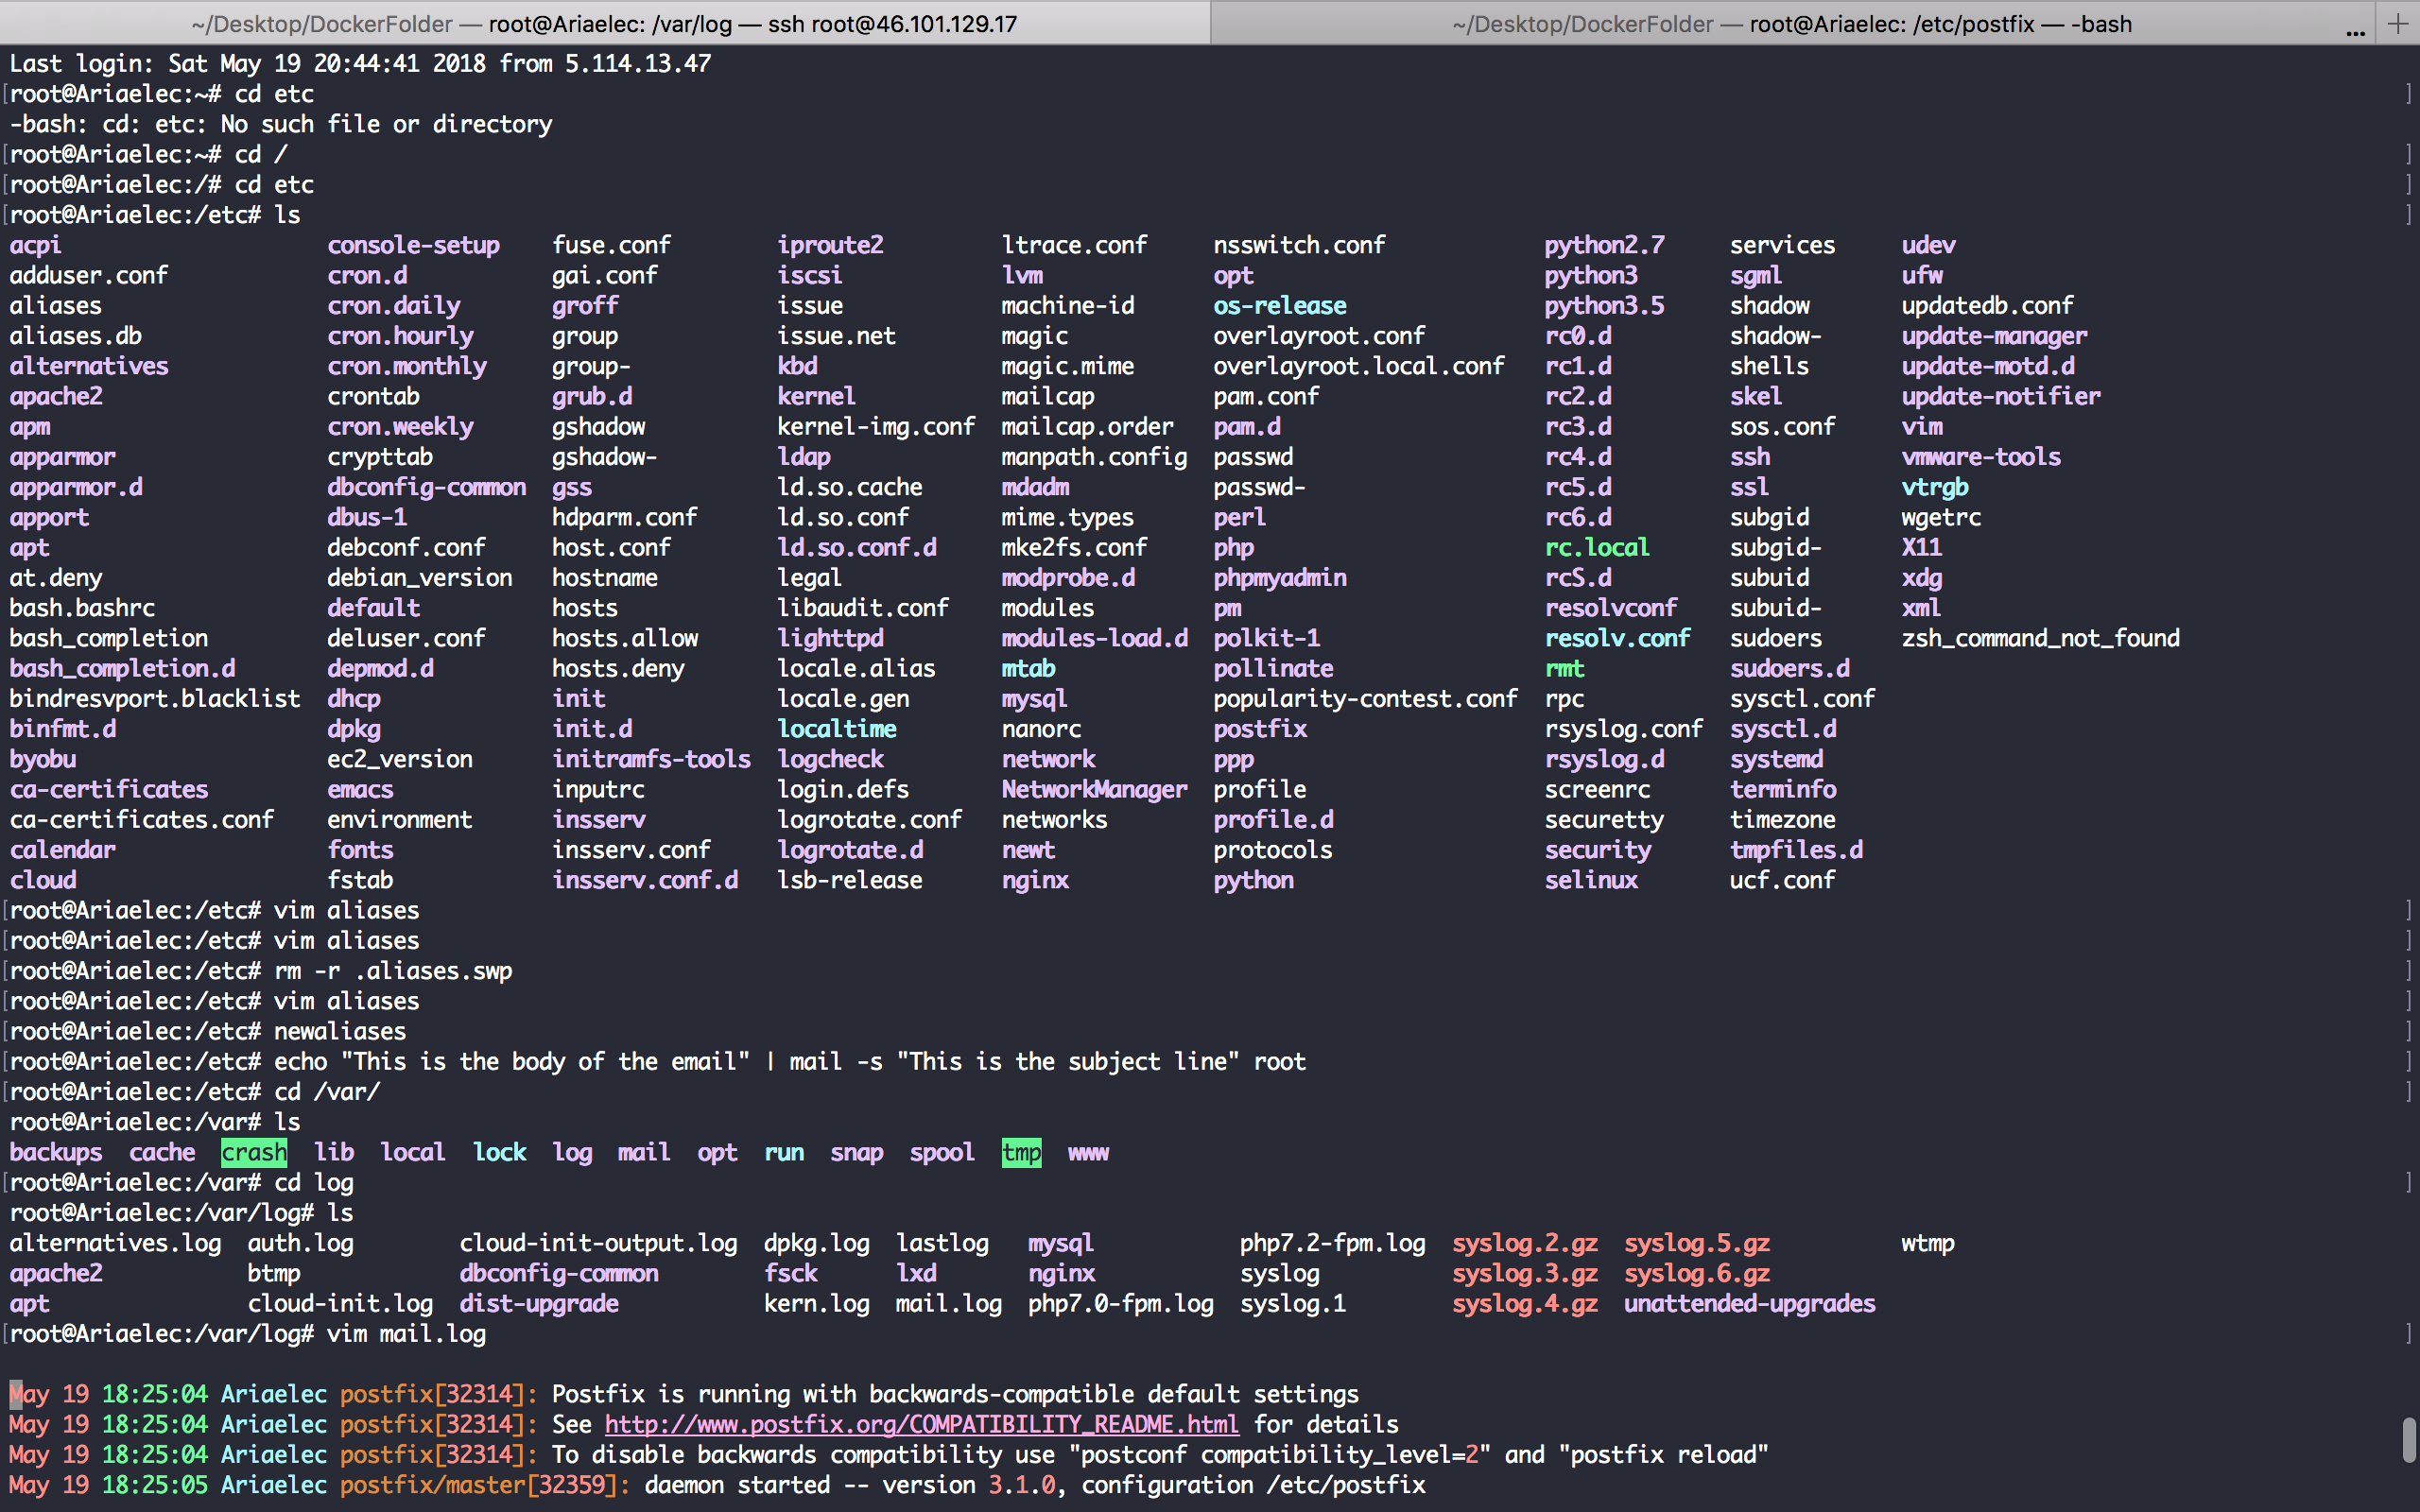 ~/Desktop/DockerFolder — root@Ariaelec: /var/log — ssh root@46.101.129.17 ~/Desktop/DockerFolder — root@Ariaelec: /etc/postfix — -bash ... +
Last login: Sat May 19 20:44:41 2018 from 5.114.13.47
[root@Ariaelec:~# cd etc ]
-bash: cd: etc: No such file or directory
[root@Ariaelec:~# cd / ]
[root@Ariaelec:/# cd etc ]
[root@Ariaelec:/etc# ls ]
acpi console-setup fuse.conf iproute2 ltrace.conf nsswitch.conf python2.7 services udev
adduser.conf cron.d gai.conf iscsi lvm opt python3 sgml ufw
aliases cron.daily groff issue machine-id os-release python3.5 shadow updatedb.conf
aliases.db cron.hourly group issue.net magic overlayroot.conf rc0.d shadow- update-manager
alternatives cron.monthly group- kbd magic.mime overlayroot.local.conf rc1.d shells update-motd.d
apache2 crontab grub.d kernel mailcap pam.conf rc2.d skel update-notifier
apm cron.weekly gshadow kernel-img.conf mailcap.order pam.d rc3.d sos.conf vim
apparmor crypttab gshadow- ldap manpath.config passwd rc4.d ssh vmware-tools
apparmor.d dbconfig-common gss ld.so.cache mdadm passwd- rc5.d ssl vtrgb
apport dbus-1 hdparm.conf ld.so.conf mime.types perl rc6.d subgid wgetrc
apt debconf.conf host.conf ld.so.conf.d mke2fs.conf php rc.local subgid- X11
at.deny debian_version hostname legal modprobe.d phpmyadmin rcS.d subuid xdg
bash.bashrc default hosts libaudit.conf modules pm resolvconf subuid- xml
bash_completion deluser.conf hosts.allow lighttpd modules-load.d polkit-1 resolv.conf sudoers zsh_command_not_found
bash_completion.d depmod.d hosts.deny locale.alias mtab pollinate rmt sudoers.d
bindresvport.blacklist dhcp init locale.gen mysql popularity-contest.conf rpc sysctl.conf
binfmt.d dpkg init.d localtime nanorc postfix rsyslog.conf sysctl.d
byobu ec2_version initramfs-tools logcheck network ppp rsyslog.d systemd
ca-certificates emacs inputrc login.defs NetworkManager profile screenrc terminfo
ca-certificates.conf environment insserv logrotate.conf networks profile.d securetty timezone
calendar fonts insserv.conf logrotate.d newt protocols security tmpfiles.d
cloud fstab insserv.conf.d lsb-release nginx python selinux ucf.conf
[root@Ariaelec:/etc# vim aliases ]
[root@Ariaelec:/etc# vim aliases ]
[root@Ariaelec:/etc# rm -r .aliases.swp ]
[root@Ariaelec:/etc# vim aliases ]
[root@Ariaelec:/etc# newaliases ]
[root@Ariaelec:/etc# echo "This is the body of the email" | mail -s "This is the subject line" root ]
[root@Ariaelec:/etc# cd /var/ ]
root@Ariaelec:/var# ls
backups cache crash lib local lock log mail opt run snap spool tmp www
[root@Ariaelec:/var# cd log ]
root@Ariaelec:/var/log# ls
alternatives.log auth.log cloud-init-output.log dpkg.log lastlog mysql php7.2-fpm.log syslog.2.gz syslog.5.gz wtmp
apache2 btmp dbconfig-common fsck lxd nginx syslog syslog.3.gz syslog.6.gz
apt cloud-init.log dist-upgrade kern.log mail.log php7.0-fpm.log syslog.1 syslog.4.gz unattended-upgrades
[root@Ariaelec:/var/log# vim mail.log ]
May 19 18:25:04 Ariaelec postfix[32314]: Postfix is running with backwards-compatible default settings
May 19 18:25:04 Ariaelec postfix[32314]: See http://www.postfix.org/COMPATIBILITY_README.html for details
May 19 18:25:04 Ariaelec postfix[32314]: To disable backwards compatibility use "postconf compatibility_level=2" and "postfix reload"
May 19 18:25:05 Ariaelec postfix/master[32359]: daemon started -- version 3.1.0, configuration /etc/postfix